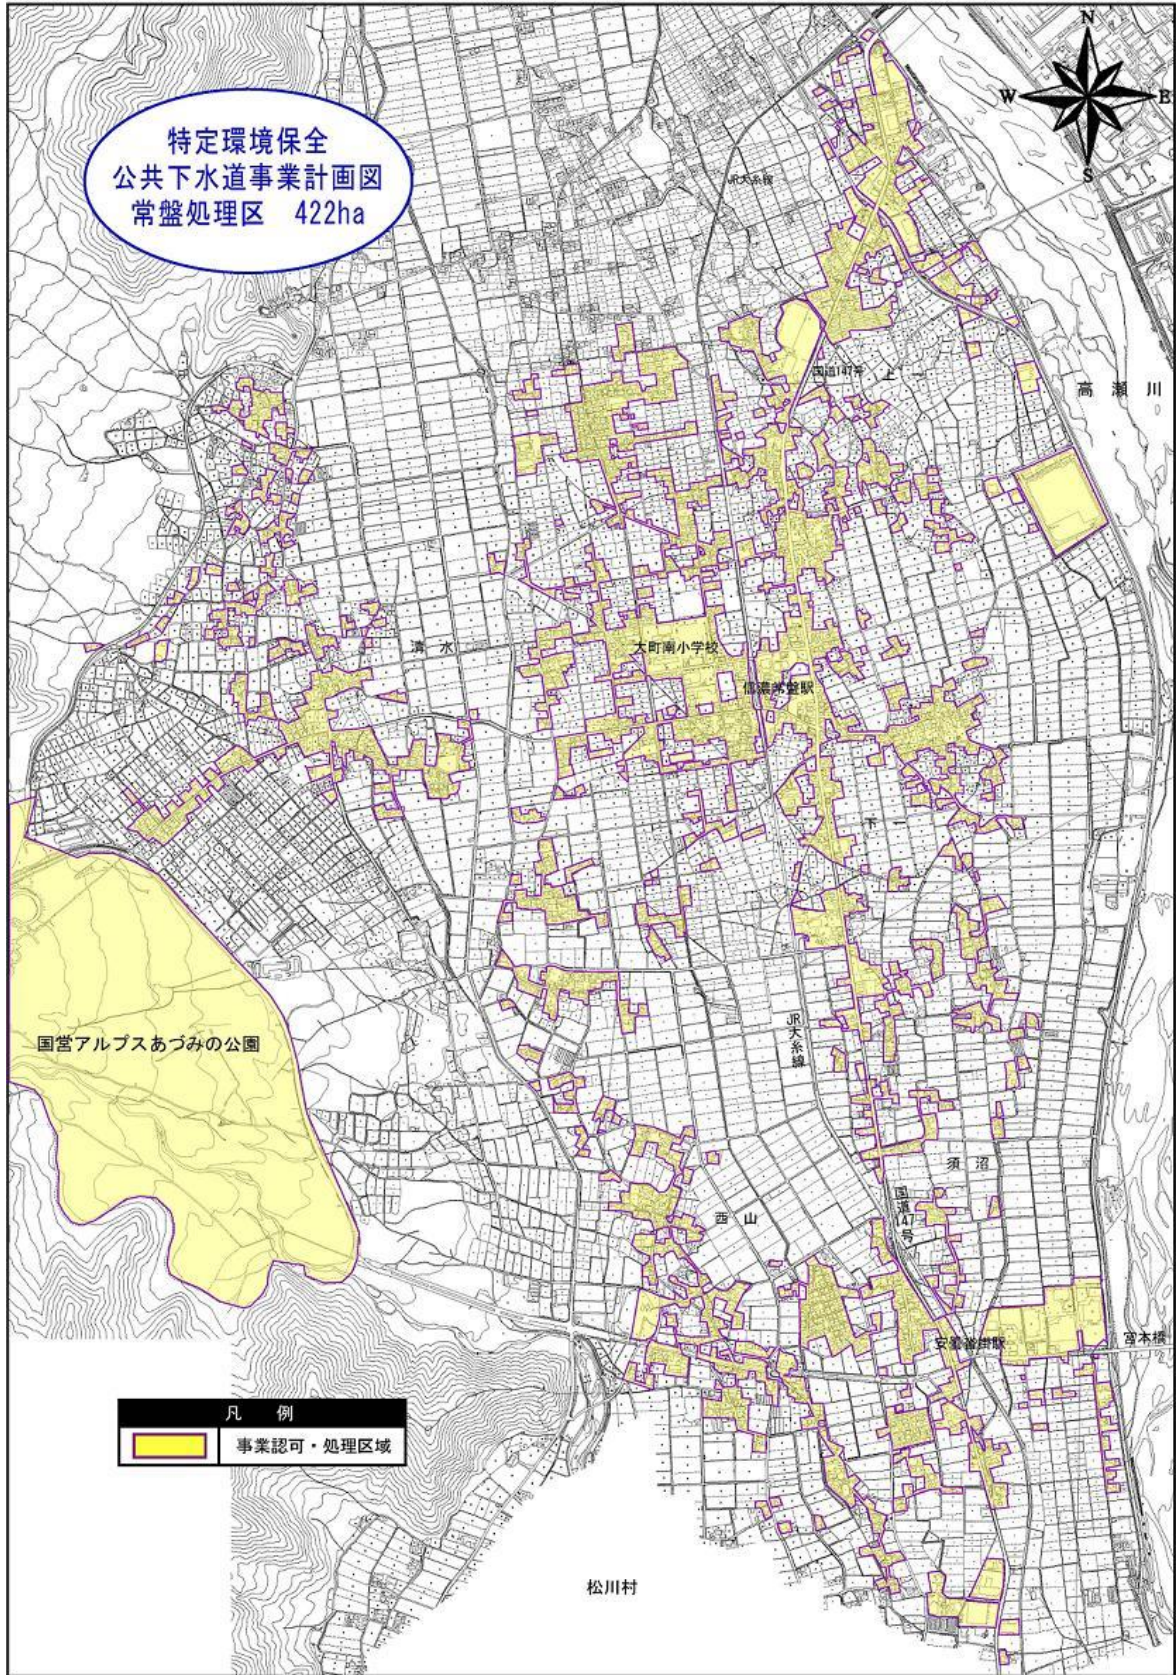 N
W
E
S
特定環境保全
公共下水道事業計画図
常盤処理区 422ha
JR大糸線
国道147号
上一
高瀬川
清水
大町南小学校
信濃常盤駅
下一
国営アルプスあづみの公園
JR大糸線
須沼
西山
国道147号
安曇沓掛駅
宮本橋
凡例
事業認可・処理区域
松川村